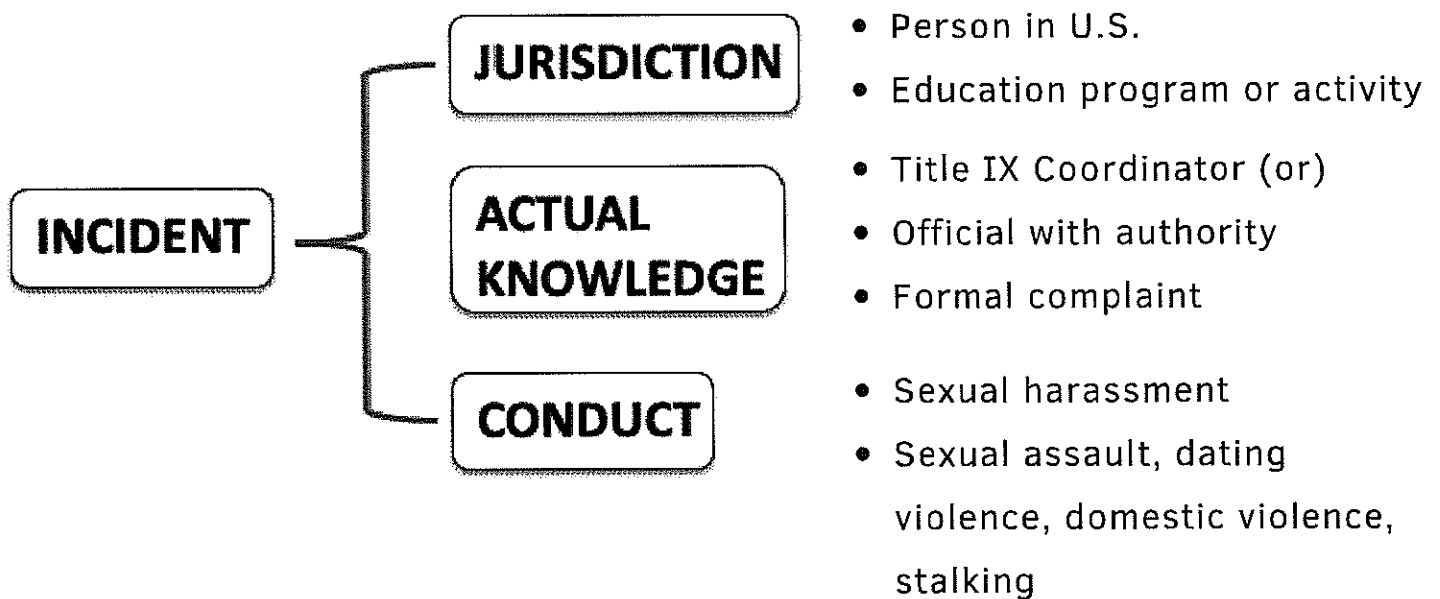 INCIDENT
JURISDICTION
• Person in U.S.
• Education program or activity
ACTUAL
KNOWLEDGE
• Title IX Coordinator (or)
• Official with authority
• Formal complaint
CONDUCT
• Sexual harassment
• Sexual assault, dating
violence, domestic violence,
stalking